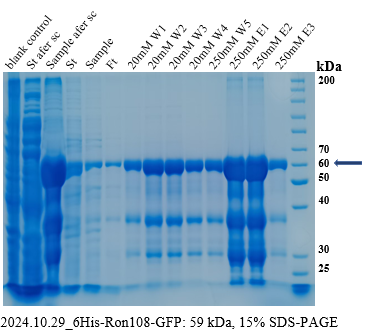 blank control
St afer sc
Sample afer sc
St
Sample
Ft
20mM W1
20mM W2
20mM W3
20mM W4
250mM W5
250mM E1
250mM E2
250mM E3
kDa
200
70
60
50
40
30
25
2024.10.29_6His-Ron108-GFP: 59 kDa, 15% SDS-PAGE